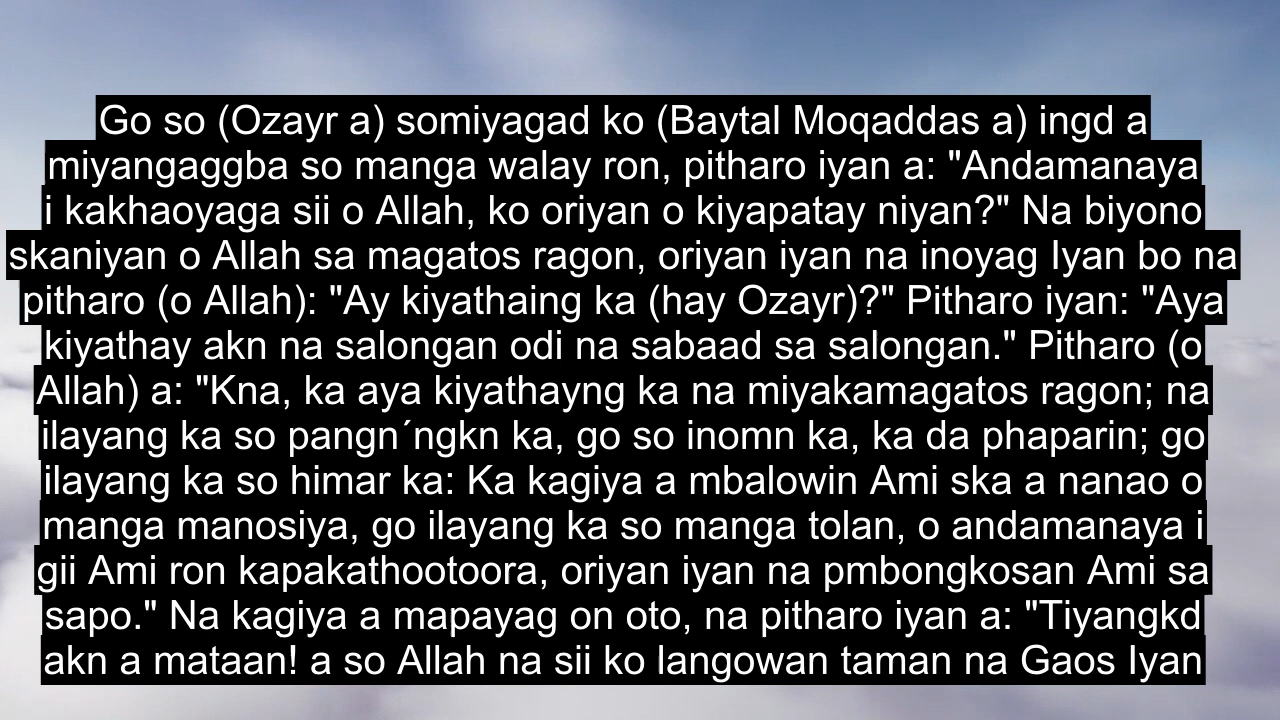 Go so (Ozayr a) somiyagad ko (Baytal Moqaddas a) ingd a
miyangaggba so manga walay ron, pitharo iyan a: "Andamanaya
i kakhaoyaga sii o Allah, ko oriyan o kiyapatay niyan?" Na biyono
skaniyan o Allah sa magatos ragon, oriyan iyan na inoyag Iyan bo na
pitharo (o Allah): "Ay kiyathaing ka (hay Ozayr)?" Pitharo iyan: "Aya
kiyathay akn na salongan odi na sabaad sa salongan." Pitharo (o
Allah) a: "Kna, ka aya kiyathayng ka na miyakamagatos ragon; na
ilayang ka so pangn´ngkn ka, go so inomn ka, ka da phaparin; go
ilayang ka so himar ka: Ka kagiya a mbalowin Ami ska a nanao o
manga manosiya, go ilayang ka so manga tolan, o andamanaya i
gii Ami ron kapakathootoora, oriyan iyan na pmbongkosan Ami sa
sapo." Na kagiya a mapayag on oto, na pitharo iyan a: "Tiyangkd
akn a mataan! a so Allah na sii ko langowan taman na Gaos Iyan